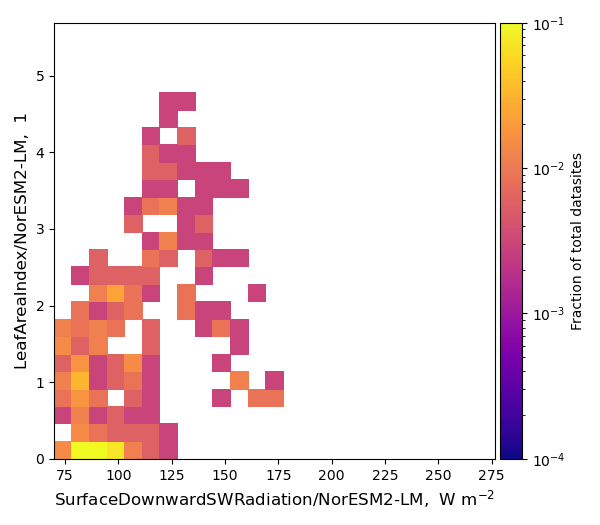 5
4
3
2
1
0
75 100 125 150 175 200 225 250 275
LeafAreaIndex/NorESM2-LM, 1
SurfaceDownwardSWRadiation/NorESM2-LM, W m⁻²
10⁻¹
10⁻²
10⁻³
10⁻⁴
Fraction of total datasites